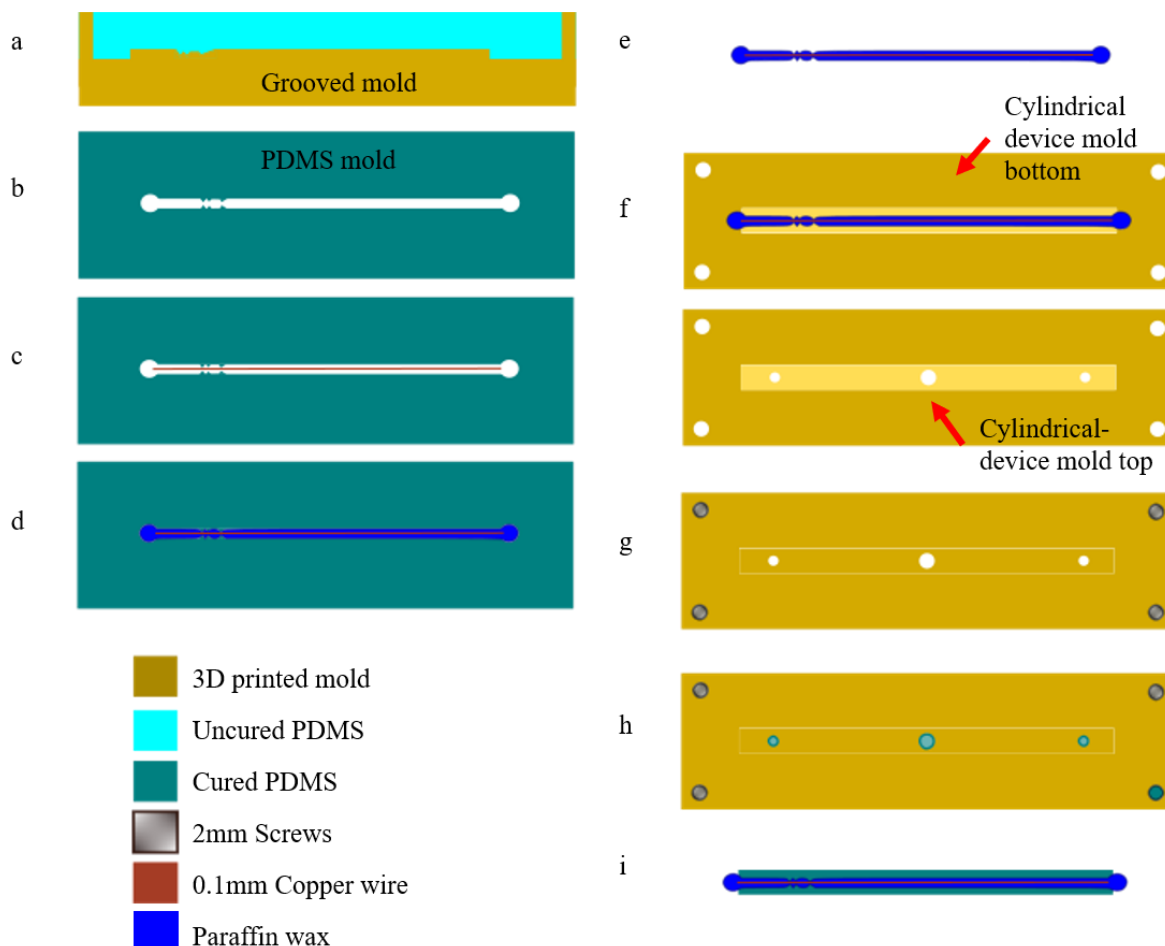 a
Grooved mold
b
PDMS mold
c
d
3D printed mold
Uncured PDMS
Cured PDMS
2mm Screws
0.1mm Copper wire
Paraffin wax
e
Cylindrical
device mold
bottom
f
Cylindrical-
device mold top
g
h
i